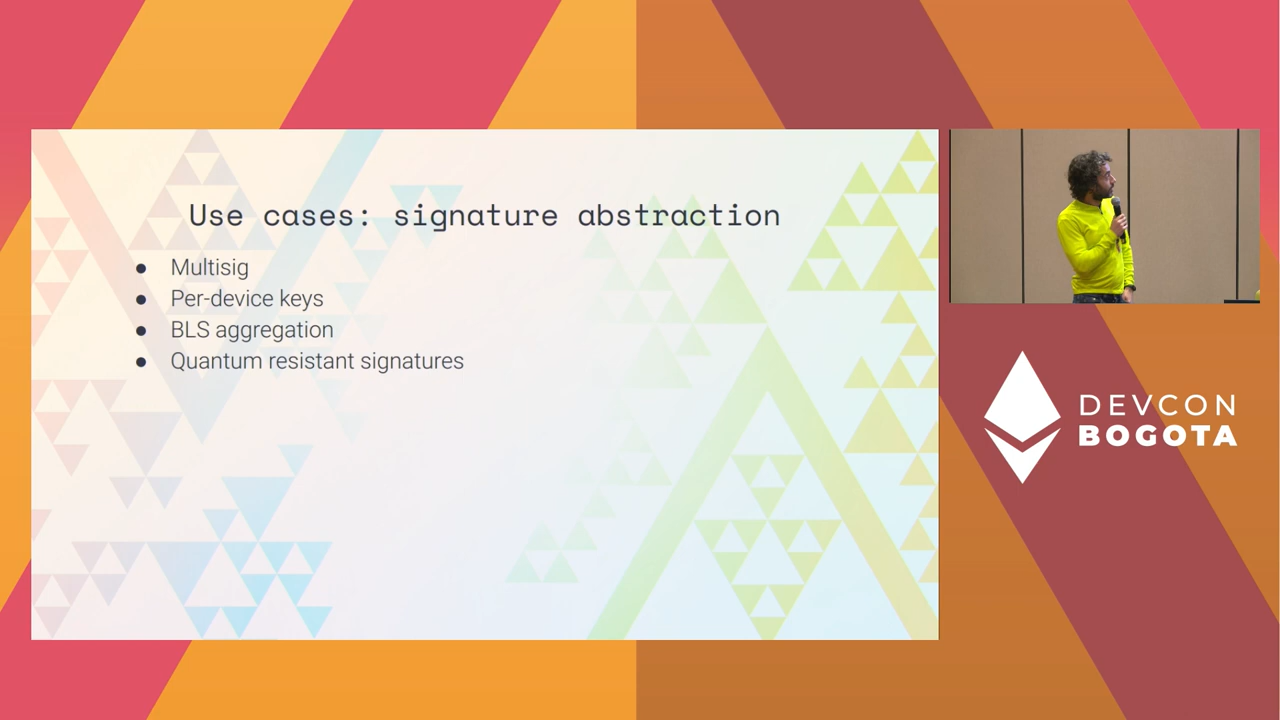 Use cases: signature abstraction
● Multisig
● Per-device keys
● BLS aggregation
● Quantum resistant signatures
DEVCON
BOGOTA